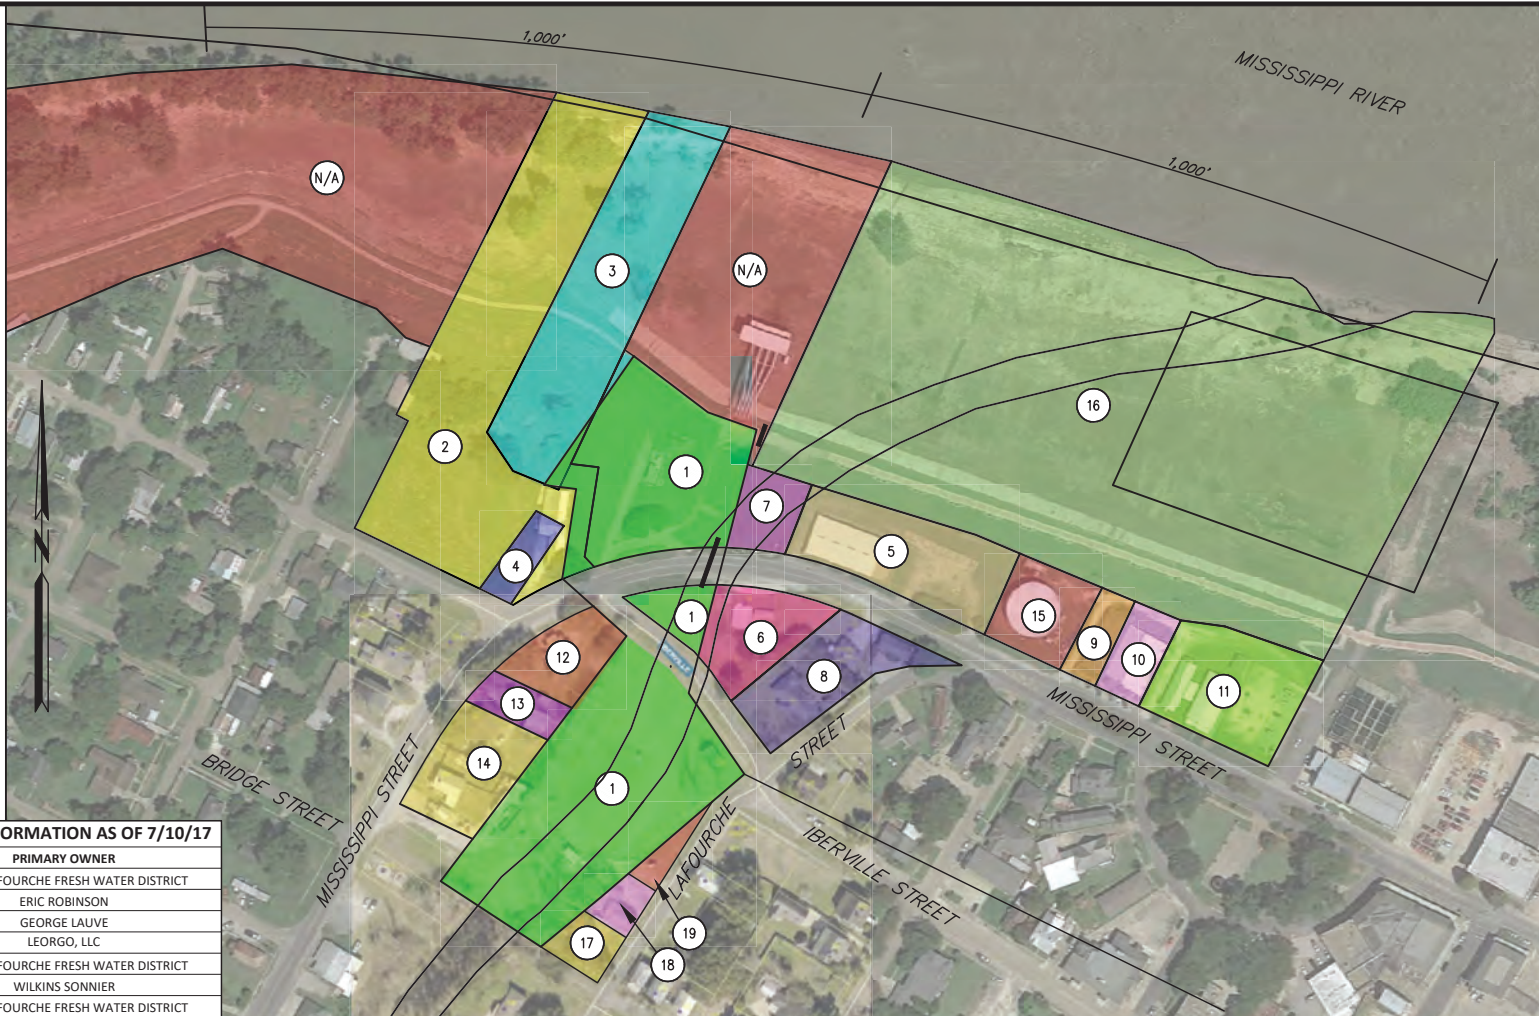 1,000'
MISSISSIPPI RIVER
1,000'
N/A
3
N/A
16
2
1
7
5
4
1
6
15
9
10
12
8
11
13
MISSISSIPPI STREET
STREET
14
BRIDGE STREET
MISSISSIPPI STREET
1
LAFOURCHE
IBERVILLE STREET
19
17
18
N
ORMATION AS OF 7/10/17
PRIMARY OWNER
FOURCHE FRESH WATER DISTRICT
ERIC ROBINSON
GEORGE LAUVE
LEORGO, LLC
FOURCHE FRESH WATER DISTRICT
WILKINS SONNIER
FOURCHE FRESH WATER DISTRICT